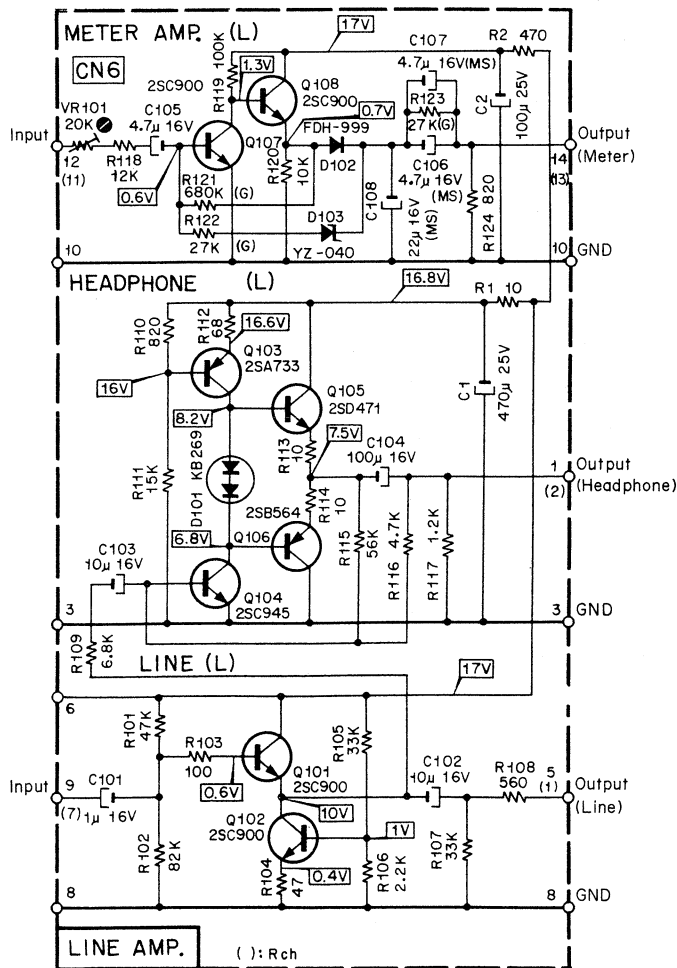 METER AMP. (L)
CN6
17V
R2 470
C107
4.7μ 16V(MS)
R119 100K
1.3V
2SC900
Q108
2SC900
C2
100μ 25V
VR101
20K
C105
4.7μ 16V
0.7V
R123
27K(G)
Input
12
(11)
R118
12K
Q107
FDH-999
D102
Output
(Meter)
14
(13)
0.6V
R120
10K
R121
680K (G)
R122
27K (G)
D103
YZ-040
C108
22μ 16V
(MS)
C106
4.7μ 16V
(MS)
R124 820
10
10 GND
HEADPHONE (L)
16.8V
R1 10
R110
820
R112
68
16.6V
Q103
2SA733
16V
Q105
2SD471
C1
470μ 25V
8.2V
R113
10
7.5V
C104
100μ 16V
D101 KB269
R111
15K
1
(2)
Output
(Headphone)
2SB564
R114
10
6.8V
Q106
R115
56K
R116 4.7K
R117 1.2K
C103
10μ 16V
Q104
2SC945
3
3 GND
R109
6.8K
LINE (L)
17V
6
R101
47K
R103
100
R105
33K
0.6V
Q101
2SC900
C102
10μ 16V
R108
560
Input
9
(7)
C101
1μ 16V
5
(1)
Output
(Line)
10V
Q102
2SC900
1V
R102
82K
R104
47
0.4V
R106
2.2K
R107
33K
8
8 GND
LINE AMP.
( ): Rch